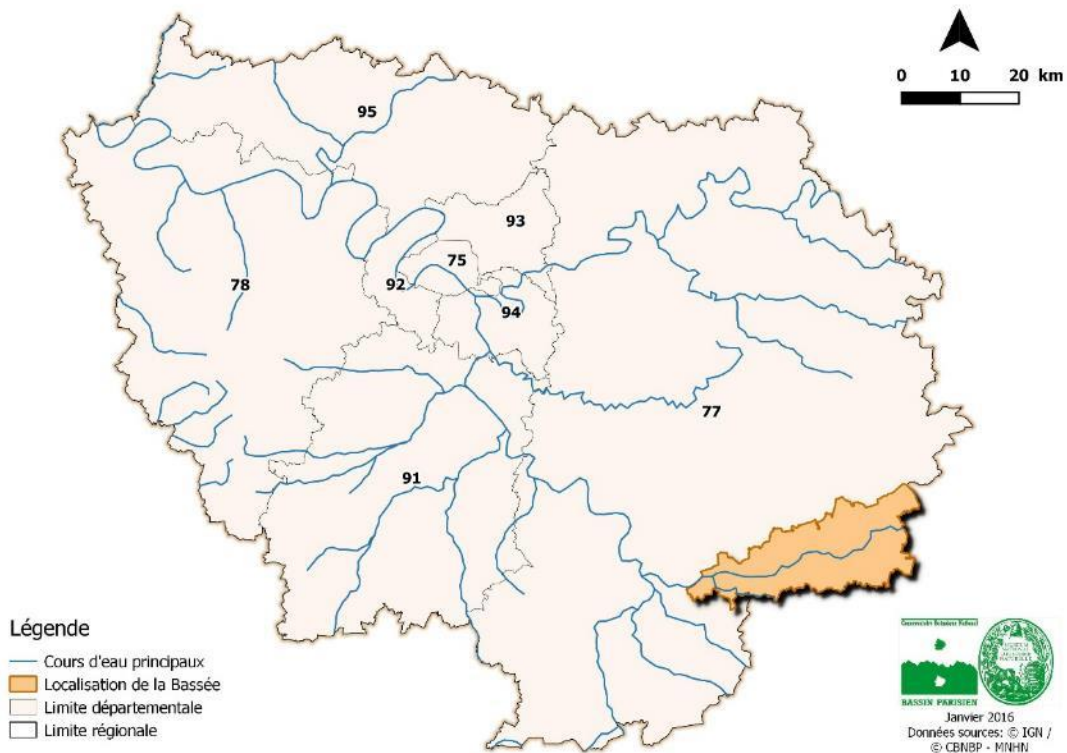 0 10 20 km
95
93
75
92
94
78
77
91
Légende
Cours d'eau principaux
Localisation de la Bassée
Limite départementale
Limite régionale
BASSIN PARISIEN
Janvier 2016
Données sources: © IGN /
© CBNBP - MNHN